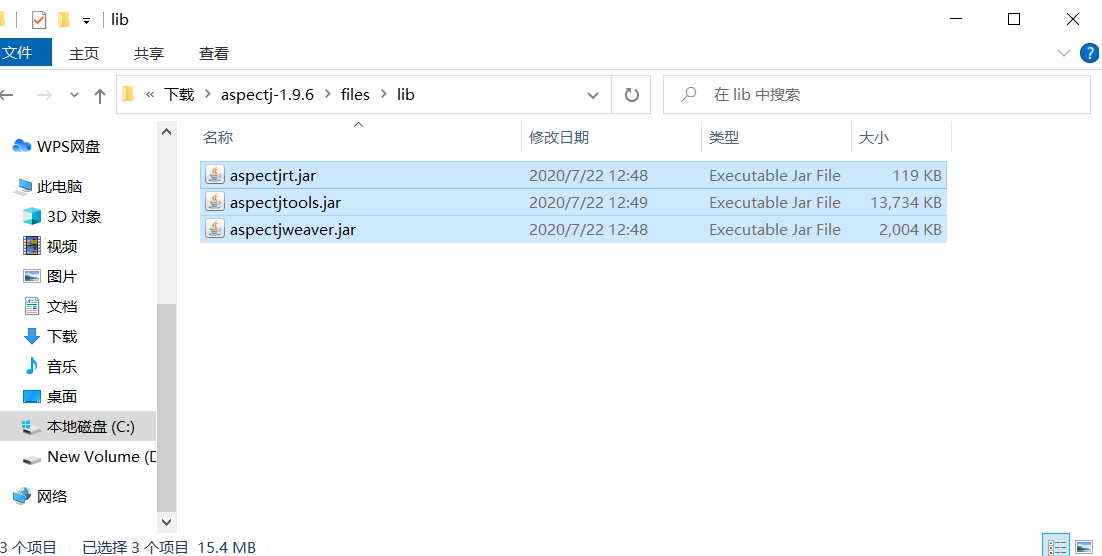 lib
文件 主页 共享 查看
« 下载 > aspectj-1.9.6 > files > lib
在 lib 中搜索
WPS网盘
此电脑
3D 对象
视频
图片
文档
下载
音乐
桌面
本地磁盘 (C:)
New Volume (D
网络
名称 修改日期 类型 大小
aspectjrt.jar 2020/7/22 12:48 Executable Jar File 119 KB
aspectjtools.jar 2020/7/22 12:49 Executable Jar File 13,734 KB
aspectjweaver.jar 2020/7/22 12:48 Executable Jar File 2,004 KB
3 个项目 已选择 3 个项目 15.4 MB